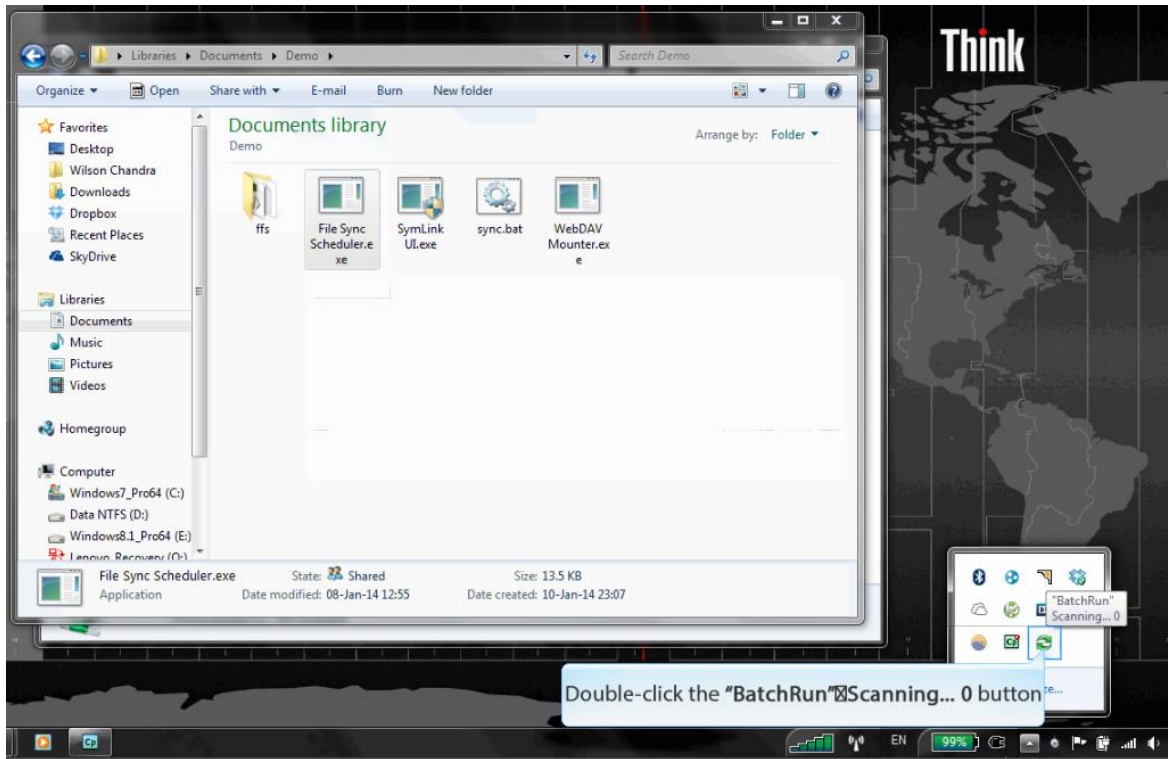 Think
Libraries ▸ Documents ▸ Demo ▸
Search Demo
Organize ▾ Open Share with ▾ E-mail Burn New folder
Favorites
Desktop
Wilson Chandra
Downloads
Dropbox
Recent Places
SkyDrive
Libraries
Documents
Music
Pictures
Videos
Homegroup
Computer
Windows7_Pro64 (C:)
Data NTFS (D:)
Windows8.1_Pro64 (E:)
Lenovo_Recovery (Q:)
Documents library
Demo
Arrange by: Folder ▾
ffs
File Sync
Scheduler.e
xe
SymLink
UI.exe
sync.bat
WebDAV
Mounter.ex
e
File Sync Scheduler.exe State: Shared Size: 13.5 KB
Application Date modified: 08-Jan-14 12:55 Date created: 10-Jan-14 23:07
"BatchRun"
Scanning... 0
Double-click the "BatchRun"☒Scanning... 0 button
Cp
EN 99%